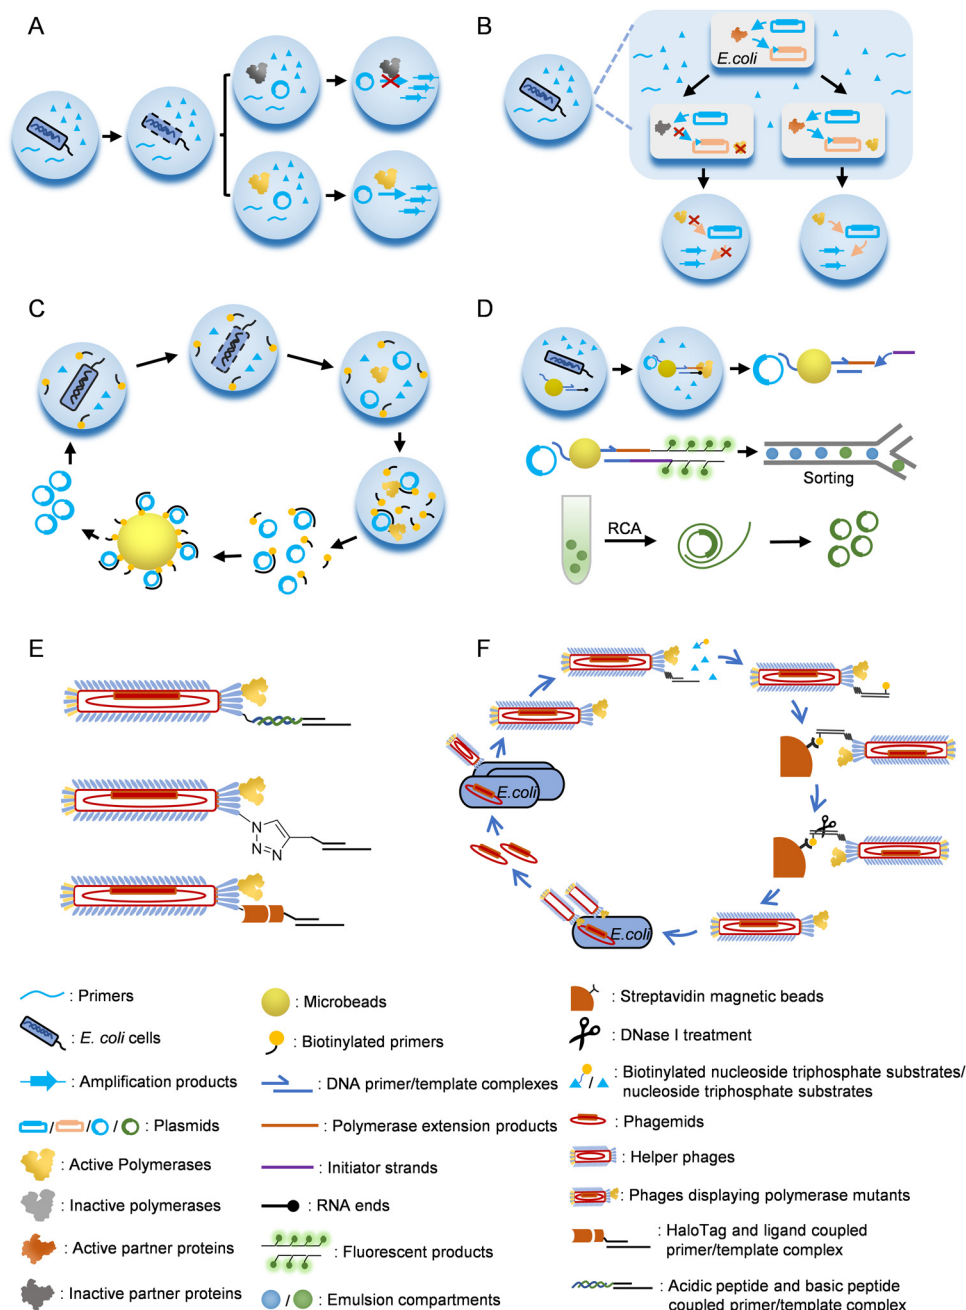 A
B
E.coli
C
D
Sorting
RCA
E
N
N
N
F
E.coli
E.coli
: Primers
: E. coli cells
: Amplification products
/ / / : Plasmids
: Active Polymerases
: Inactive polymerases
: Active partner proteins
: Inactive partner proteins
: Microbeads
: Biotinylated primers
: DNA primer/template complexes
: Polymerase extension products
: Initiator strands
: RNA ends
: Fluorescent products
/ : Emulsion compartments
: Streptavidin magnetic beads
: DNase I treatment
/ : Biotinylated nucleoside triphosphate substrates/
nucleoside triphosphate substrates
: Phagemids
: Helper phages
: Phages displaying polymerase mutants
: HaloTag and ligand coupled
primer/template complex
: Acidic peptide and basic peptide
coupled primer/template complex